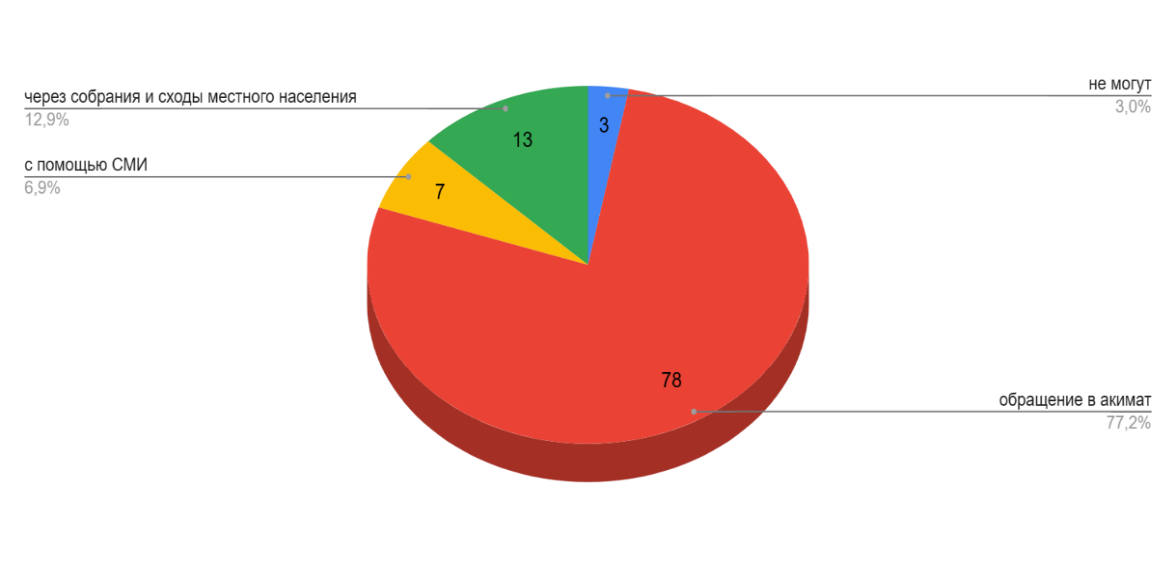 через собрания и сходы местного населения
12,9%
с помощью СМИ
6,9%
не могут
3,0%
13
3
7
78
обращение в акимат
77,2%